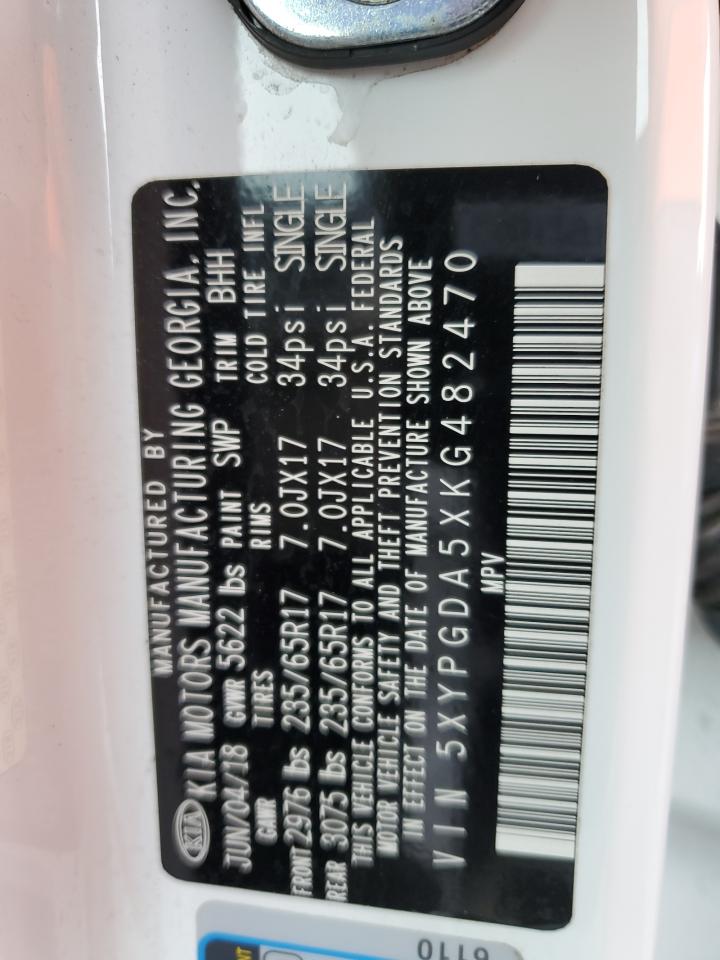 MANUFACTURED BY
KIA KIA MOTORS MANUFACTURING GEORGIA, INC.
JUN/04/18 GVWR 5622 lbs PAINT SWP TRIM BHH
GAWR TIRES RIMS COLD TIRE INFL
FRONT 2976 lbs 235/65R17 7.0JX17 34psi SINGLE
REAR 3075 lbs 235/65R17 7.0JX17 34psi SINGLE
THIS VEHICLE CONFORMS TO ALL APPLICABLE U.S.A. FEDERAL
MOTOR VEHICLE SAFETY AND THEFT PREVENTION STANDARDS
IN EFFECT ON THE DATE OF MANUFACTURE SHOWN ABOVE
VIN 5XYPGDA5XKG482470
MPV
6110